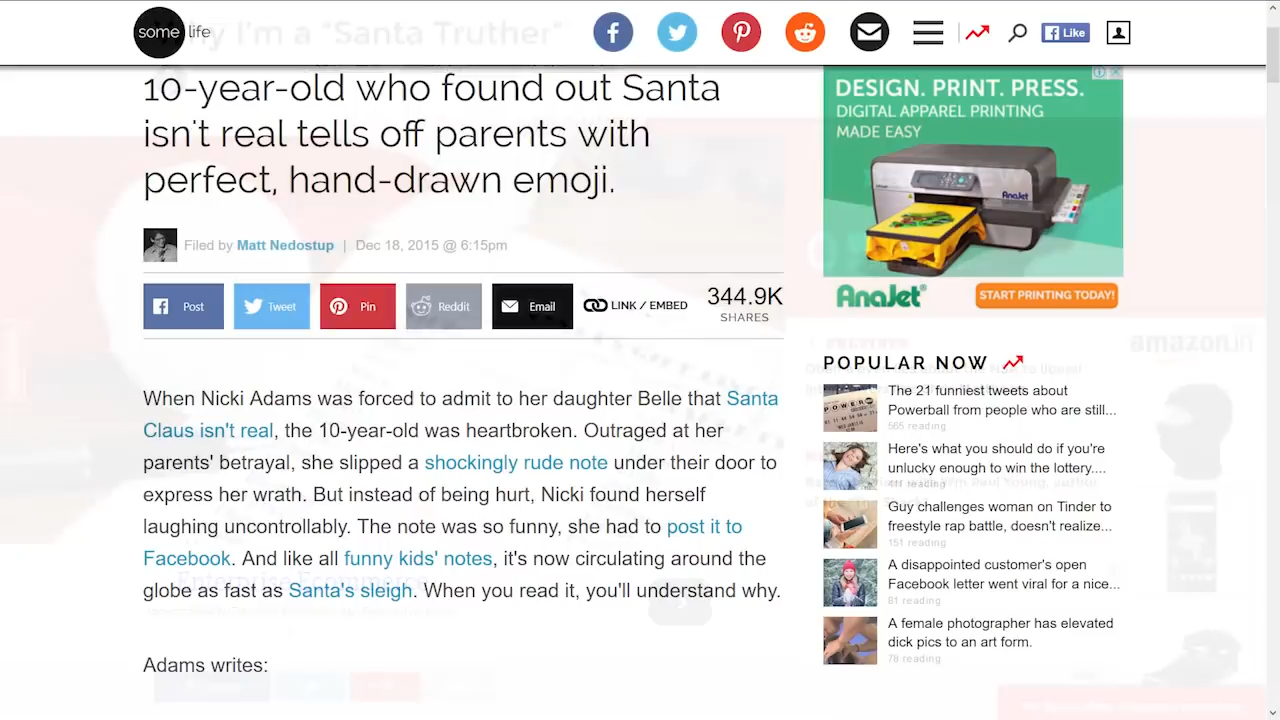 some life
I'm a "Santa Truther"
10-year-old who found out Santa
isn't real tells off parents with
perfect, hand-drawn emoji.
Filed by Matt Nedostup | Dec 18, 2015 @ 6:15pm
Post
Tweet
Pin
Reddit
Email
LINK / EMBED
344.9K
SHARES
When Nicki Adams was forced to admit to her daughter Belle that Santa
Claus isn't real, the 10-year-old was heartbroken. Outraged at her
parents' betrayal, she slipped a shockingly rude note under their door to
express her wrath. But instead of being hurt, Nicki found herself
laughing uncontrollably. The note was so funny, she had to post it to
Facebook. And like all funny kids' notes, it's now circulating around the
globe as fast as Santa's sleigh. When you read it, you'll understand why.
Adams writes:
Like
DESIGN. PRINT. PRESS.
DIGITAL APPAREL PRINTING
MADE EASY
AnaJet
AnaJet
START PRINTING TODAY!
amazon.in
POPULAR NOW
The 21 funniest tweets about
Powerball from people who are still...
565 reading
Here's what you should do if you're
unlucky enough to win the lottery....
411 reading
Guy challenges woman on Tinder to
freestyle rap battle, doesn't realize...
151 reading
A disappointed customer's open
Facebook letter went viral for a nice...
81 reading
A female photographer has elevated
dick pics to an art form.
78 reading